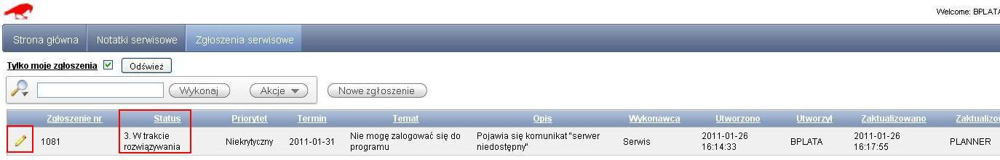 Welcome: BPLATA
Strona główna Notatki serwisowe Zgłoszenia serwisowe
Tylko moje zgłoszenia Odśwież
Wykonaj Akcje Nowe zgłoszenie
Zgłoszenie nr Status Priorytet Termin Temat Opis Wykonawca Utworzono Utworzył Zaktualizowano Zaktualizo
1081 3. W trakcie rozwiązywania Niekrytyczny 2011-01-31 Nie mogę zalogować się do programu Pojawia się komunikat "serwer niedostępny" Serwis 2011-01-26 16:14:33 BPLATA 2011-01-26 16:17:55 PLANNER